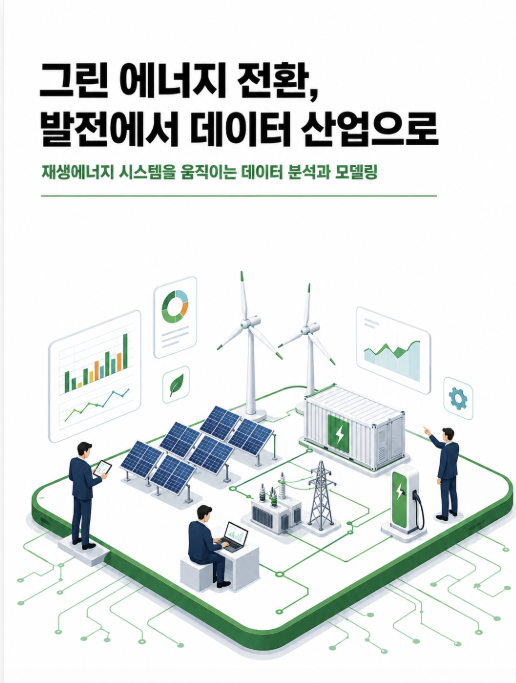 그린 에너지 전환,
발전에서 데이터 산업으로
재생에너지 시스템을 움직이는 데이터 분석과 모델링